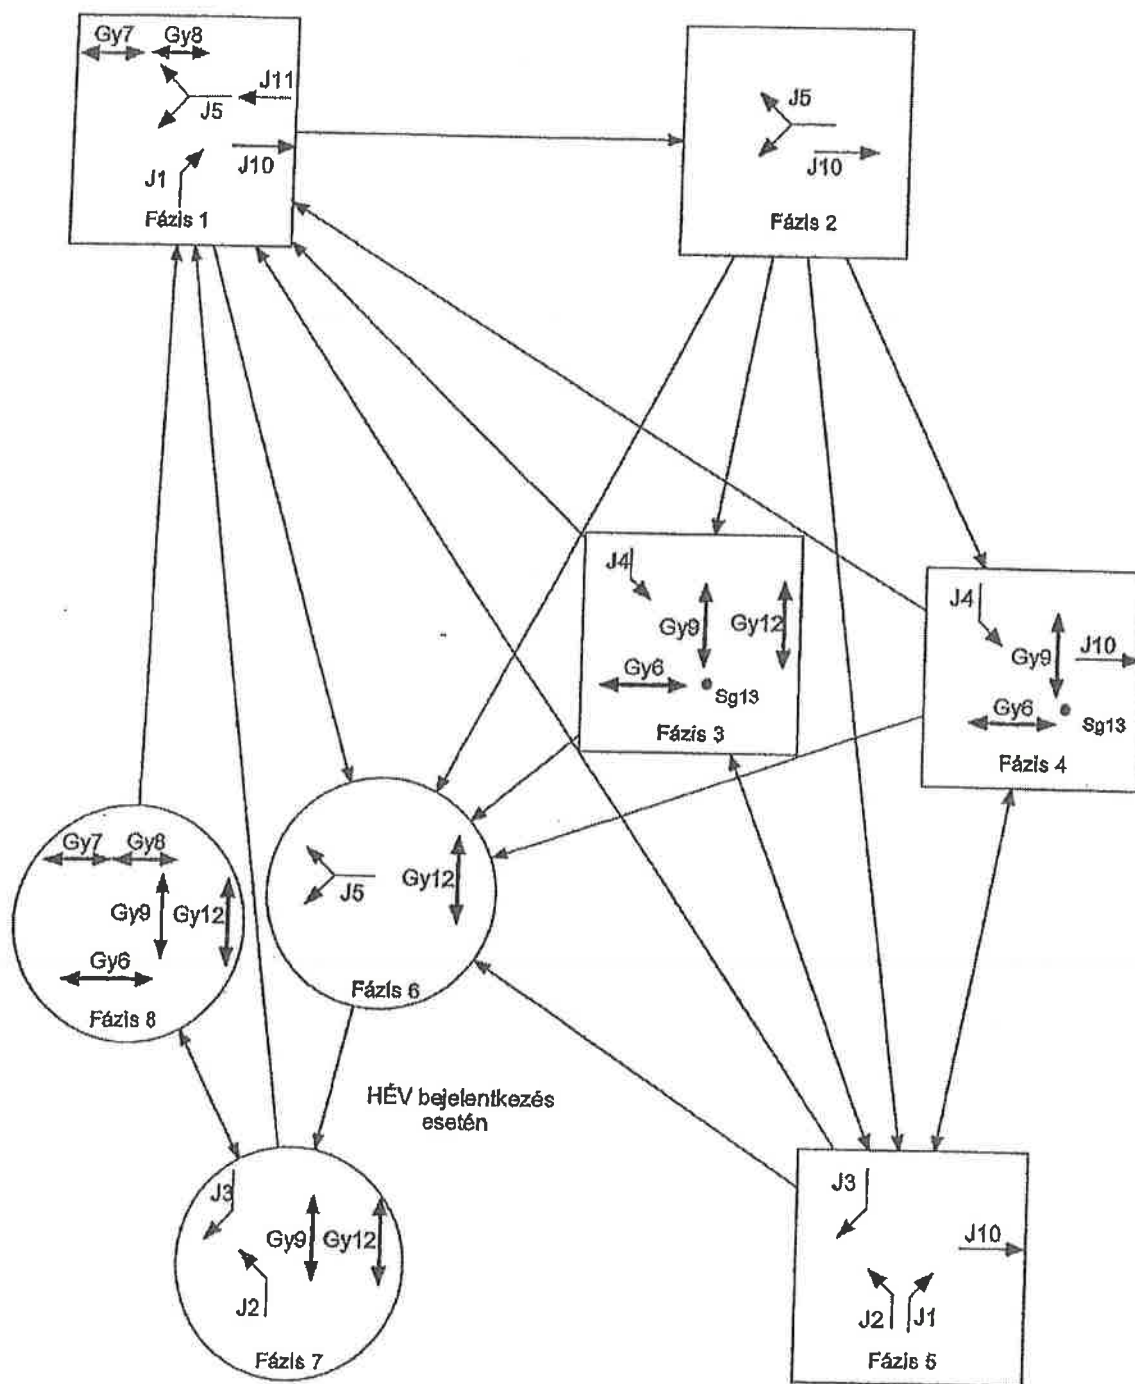 Gy7 Gy8
J11
J5
J10
J1
Fázis 1
J5
J10
Fázis 2
J4
Gy9 Gy12
Gy6
Sg13
Fázis 3
J4
Gy9 J10
Gy6
Sg13
Fázis 4
Gy7 Gy8
Gy9 Gy12
Gy6
Fázis 8
Gy12
J5
Fázis 6
HÉV bejelentkezés
esetén
J3
Gy9 Gy12
J2
Fázis 7
J3
J10
J2 J1
Fázis 5